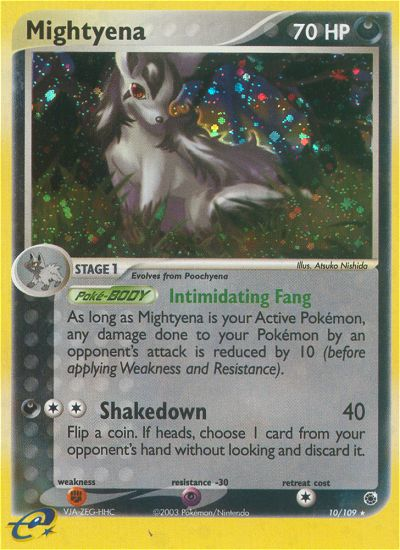 Mightyena 70 HP
Illus. Atsuko Nishida
STAGE 1
Evolves from Poochyena
Poké-BODY Intimidating Fang
As long as Mightyena is your Active Pokémon,
any damage done to your Pokémon by an
opponent's attack is reduced by 10 (before
applying Weakness and Resistance).
Shakedown 40
Flip a coin. If heads, choose 1 card from your
opponent's hand without looking and discard it.
weakness resistance -30 retreat cost
VJA-ZEG-HHC ©2003 Pokémon/Nintendo 10/109 ★
e